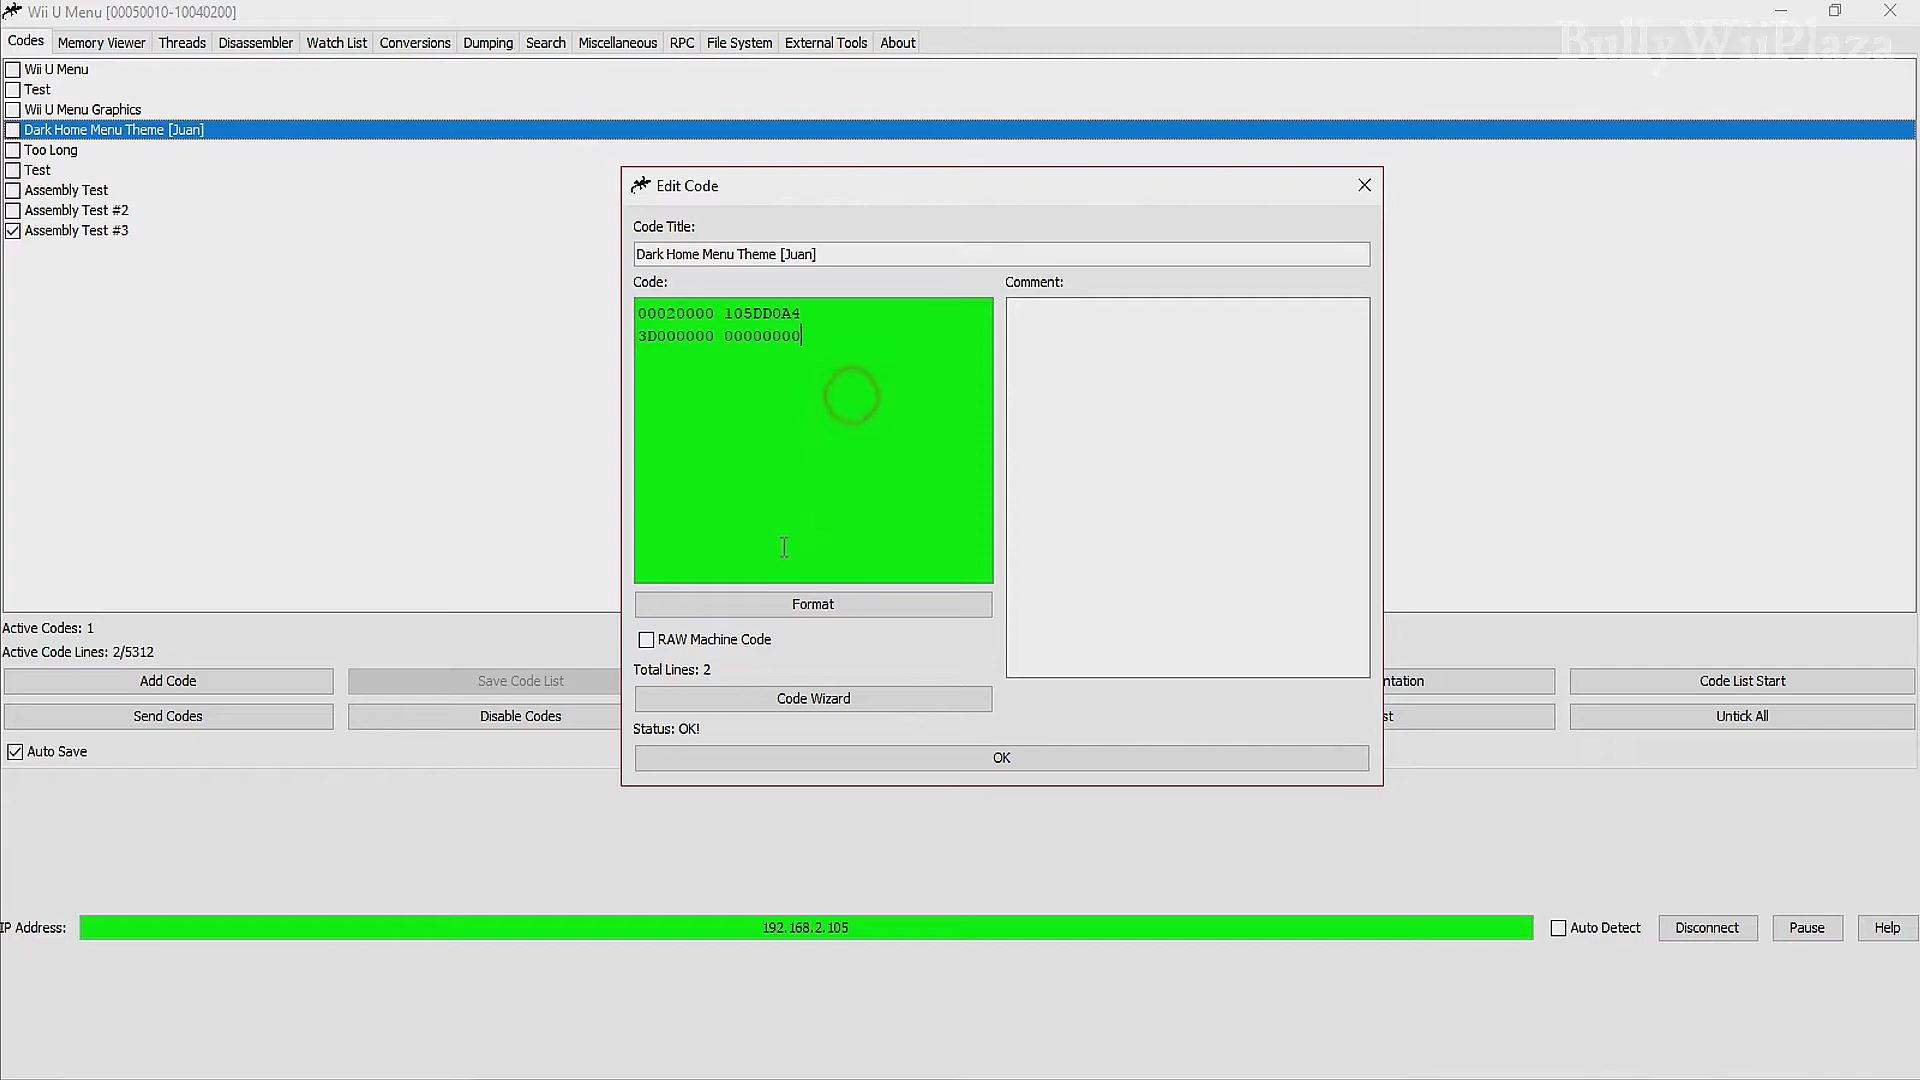 Wii U Menu [00050010-10040200]
BullyWiiPlaza
Codes Memory Viewer Threads Disassembler Watch List Conversions Dumping Search Miscellaneous RPC File System External Tools About
Wii U Menu
Test
Wii U Menu Graphics
Dark Home Menu Theme [Juan]
Too Long
Test
Assembly Test
Assembly Test #2
Assembly Test #3
Edit Code
Code Title:
Dark Home Menu Theme [Juan]
Code:
Comment:
00020000 105DD0A4
3D000000 00000000
Format
RAW Machine Code
Total Lines: 2
Code Wizard
Status: OK!
OK
Active Codes: 1
Active Code Lines: 2/5312
Add Code Save Code List ntation Code List Start
Send Codes Disable Codes st Untick All
Auto Save
IP Address: 192.168.2.105 Auto Detect Disconnect Pause Help